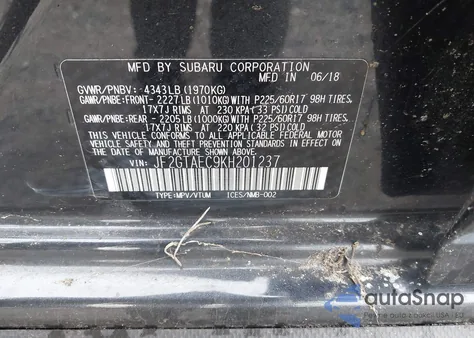 MFD BY SUBARU CORPORATION
MFD IN 06/18
GVWR/PNBV : 4343LB (1970KG)
GAWR/PNBE:FRONT- 2227LB(1010KG)WITH P225/60R17 98H TIRES,
17X7J RIMS AT 230 KPA(33 PSI)COLD
GAWR/PNBE:REAR - 2205LB(1000KG)WITH P225/60R17 98H TIRES,
17X7J RIMS AT 220 KPA(32 PSI)COLD
THIS VEHICLE CONFORMS TO ALL APPLICABLE FEDERAL MOTOR
VEHICLE SAFETY BUMPER AND THEFT PREVENTION STANDARDS
IN EFFECT ON THE DATE OF MANUFACTURE SHOWN ABOVE.
VIN: JF2GTAEC9KH201237
TYPE:MPV/VTUM ICES/NMB-002
autoSnap